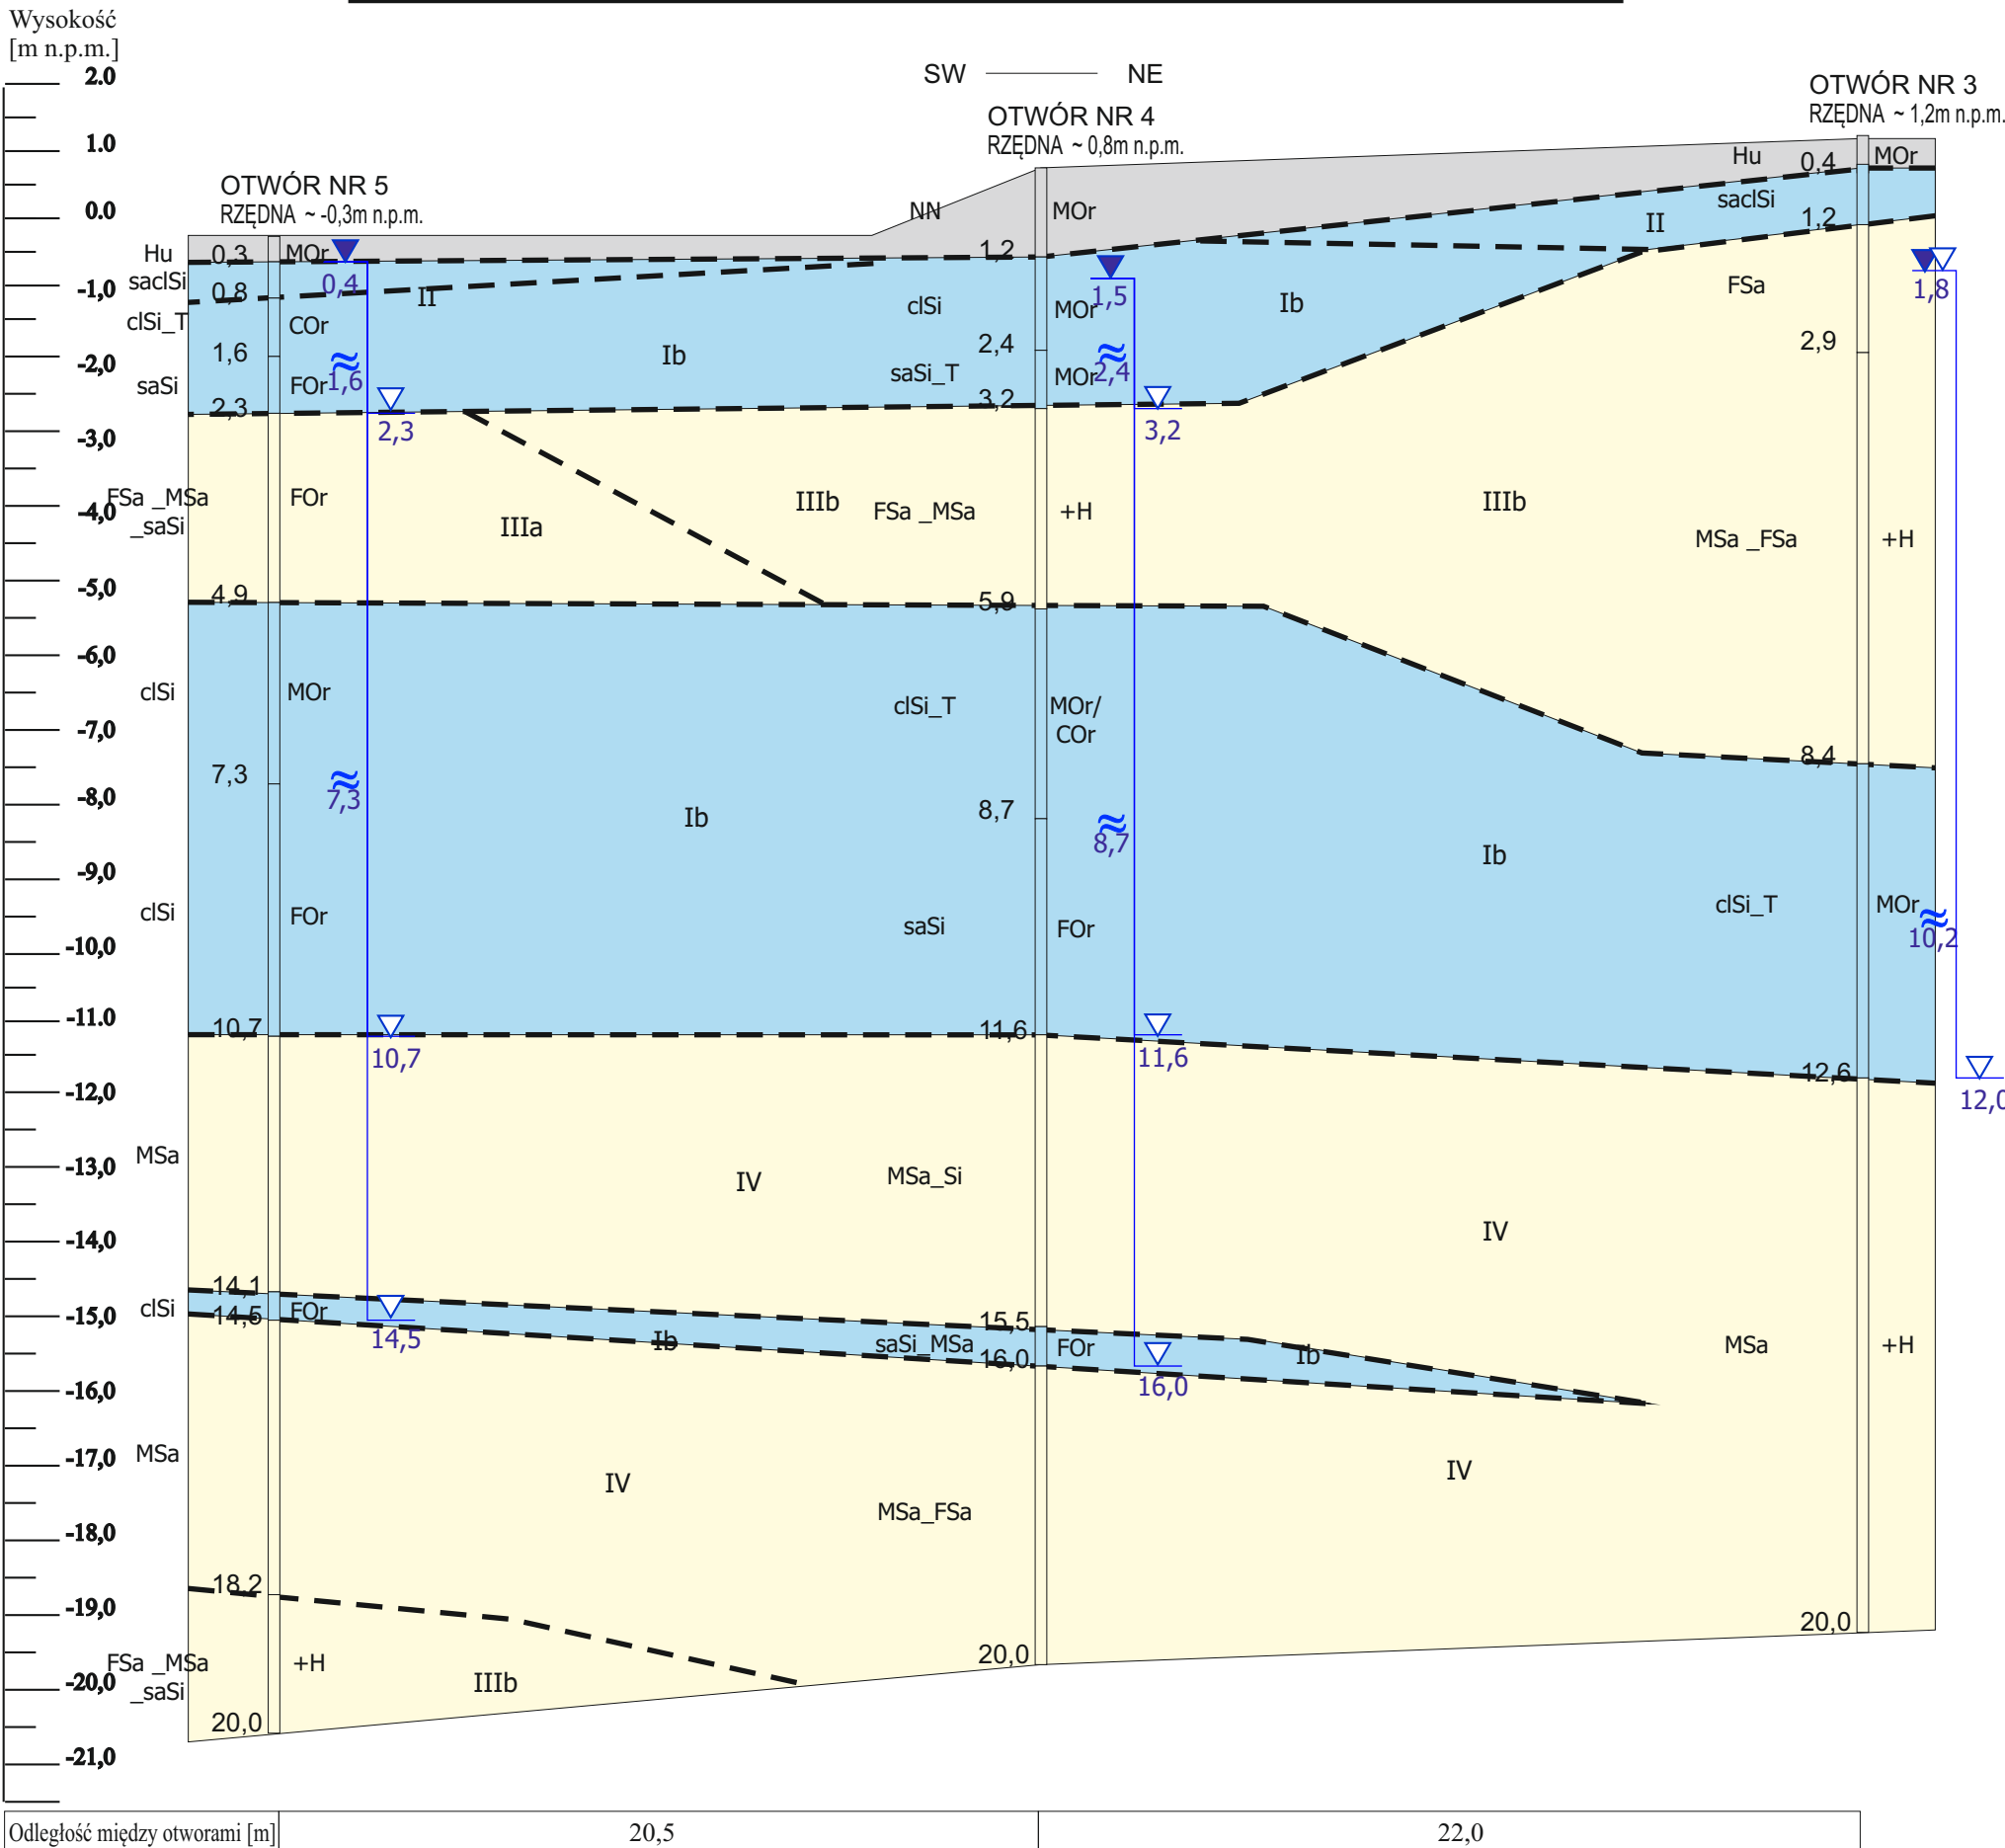 Wysokość
[m n.p.m.]
2.0
1.0
0.0
-1,0
-2,0
-3,0
-4,0
-5,0
-6,0
-7,0
-8,0
-9,0
-10,0
-11.0
-12,0
-13,0
-14,0
-15,0
-16,0
-17,0
-18,0
-19,0
-20,0
-21,0
SW NE
OTWÓR NR 5
RZĘDNA ~ -0,3m n.p.m.
OTWÓR NR 4
RZĘDNA ~ 0,8m n.p.m.
OTWÓR NR 3
RZĘDNA ~ 1,2m n.p.m.
Hu
saclSi
clSi_T
saSi
FSa _MSa
_saSi
clSi
clSi
MSa
clSi
MSa
FSa _MSa
_saSi
0,3
0,8
1,6
2,3
4,9
7,3
10,7
14,1
14,5
18,2
20,0
MOr
COr
FOr
FOr
MOr
FOr
FOr
+H
0,4
1,6
2,3
7,3
10,7
14,5
II
Ib
IIIa
IIIb
Ib
IV
Ib
IV
IIIb
NN
clSi
saSi_T
FSa _MSa
clSi_T
saSi
MSa_Si
saSi_MSa
MSa_FSa
1,2
2,4
3,2
5,9
8,7
11,6
15,5
16,0
20,0
MOr
MOr
MOr
+H
MOr/
COr
FOr
FOr
1,5
2,4
3,2
8,7
11,6
16,0
II
Ib
IIIb
Ib
IV
Ib
IV
Hu
saclSi
FSa
MSa _FSa
clSi_T
MSa
0,4
1,2
2,9
8,4
12,6
20,0
MOr
+H
MOr
+H
1,8
10,2
12,0
Odległość między otworami [m] 20,5 22,0